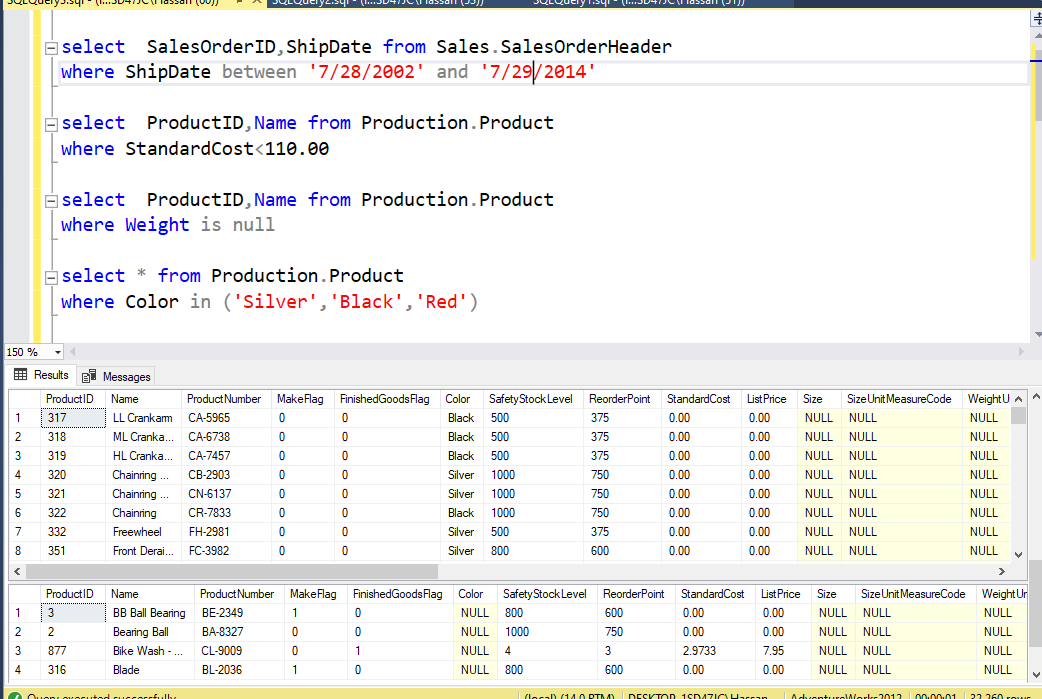 SQLQuery3.sql - (l...SD47JC\Hassan (60)) SQLQuery2.sql - (l...SD47JC\Hassan (53)) SQLQuery1.sql - (l...SD47JC\Hassan (51))
select SalesOrderID,ShipDate from Sales.SalesOrderHeader
where ShipDate between '7/28/2002' and '7/29/2014'
select ProductID,Name from Production.Product
where StandardCost<110.00
select ProductID,Name from Production.Product
where Weight is null
select * from Production.Product
where Color in ('Silver','Black','Red')
150 %
Results Messages
ProductID Name ProductNumber MakeFlag FinishedGoodsFlag Color SafetyStockLevel ReorderPoint StandardCost ListPrice Size SizeUnitMeasureCode WeightU
1 317 LL Crankarm CA-5965 0 0 Black 500 375 0.00 0.00 NULL NULL NULL
2 318 ML Cranka... CA-6738 0 0 Black 500 375 0.00 0.00 NULL NULL NULL
3 319 HL Cranka... CA-7457 0 0 Black 500 375 0.00 0.00 NULL NULL NULL
4 320 Chainring ... CB-2903 0 0 Silver 1000 750 0.00 0.00 NULL NULL NULL
5 321 Chainring ... CN-6137 0 0 Silver 1000 750 0.00 0.00 NULL NULL NULL
6 322 Chainring CR-7833 0 0 Black 1000 750 0.00 0.00 NULL NULL NULL
7 332 Freewheel FH-2981 0 0 Silver 500 375 0.00 0.00 NULL NULL NULL
8 351 Front Derai... FC-3982 0 0 Silver 800 600 0.00 0.00 NULL NULL NULL
ProductID Name ProductNumber MakeFlag FinishedGoodsFlag Color SafetyStockLevel ReorderPoint StandardCost ListPrice Size SizeUnitMeasureCode WeightUr
1 3 BB Ball Bearing BE-2349 1 0 NULL 800 600 0.00 0.00 NULL NULL NULL
2 2 Bearing Ball BA-8327 0 0 NULL 1000 750 0.00 0.00 NULL NULL NULL
3 877 Bike Wash - ... CL-9009 0 1 NULL 4 3 2.9733 7.95 NULL NULL NULL
4 316 Blade BL-2036 1 0 NULL 800 600 0.00 0.00 NULL NULL NULL
Query executed successfully. (local) (14.0 RTM) DESKTOP-1SD47JC\Hassan ... AdventureWorks2012 00:00:01 32,260 rows